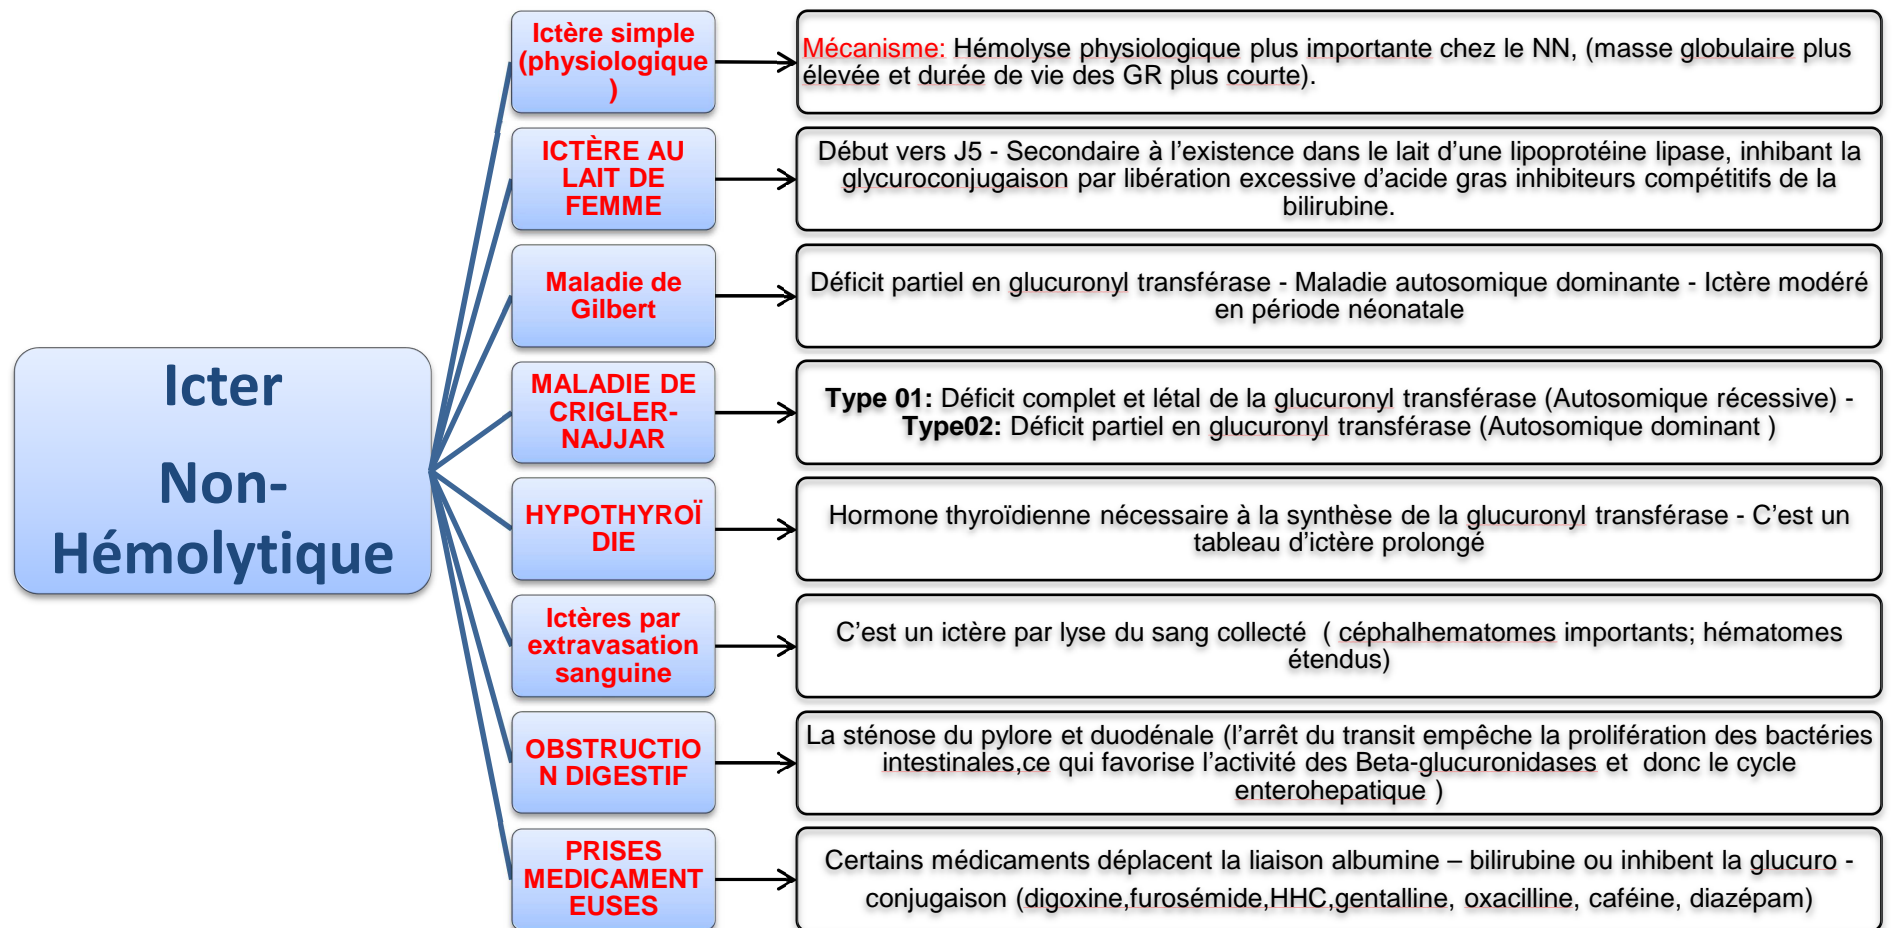 Icter
Non-
Hémolytique
Ictère simple
(physiologique
)
Mécanisme: Hémolyse physiologique plus importante chez le NN, (masse globulaire plus
élevée et durée de vie des GR plus courte).
ICTÈRE AU
LAIT DE
FEMME
Début vers J5 - Secondaire à l’existence dans le lait d’une lipoprotéine lipase, inhibant la
glycuroconjugaison par libération excessive d’acide gras inhibiteurs compétitifs de la
bilirubine.
Maladie de
Gilbert
Déficit partiel en glucuronyl transférase - Maladie autosomique dominante - Ictère modéré
en période néonatale
MALADIE DE
CRIGLER-
NAJJAR
Type 01: Déficit complet et létal de la glucuronyl transférase (Autosomique récessive) -
Type02: Déficit partiel en glucuronyl transférase (Autosomique dominant )
HYPOTHYROÏ
DIE
Hormone thyroïdienne nécessaire à la synthèse de la glucuronyl transférase - C’est un
tableau d’ictère prolongé
Ictères par
extravasation
sanguine
C’est un ictère par lyse du sang collecté ( céphalhematomes importants; hématomes
étendus)
OBSTRUCTIO
N DIGESTIF
La sténose du pylore et duodénale (l’arrêt du transit empêche la prolifération des bactéries
intestinales,ce qui favorise l’activité des Beta-glucuronidases et donc le cycle
enterohepatique )
PRISES
MEDICAMENT
EUSES
Certains médicaments déplacent la liaison albumine – bilirubine ou inhibent la glucuro -
conjugaison (digoxine,furosémide,HHC,gentalline, oxacilline, caféine, diazépam)